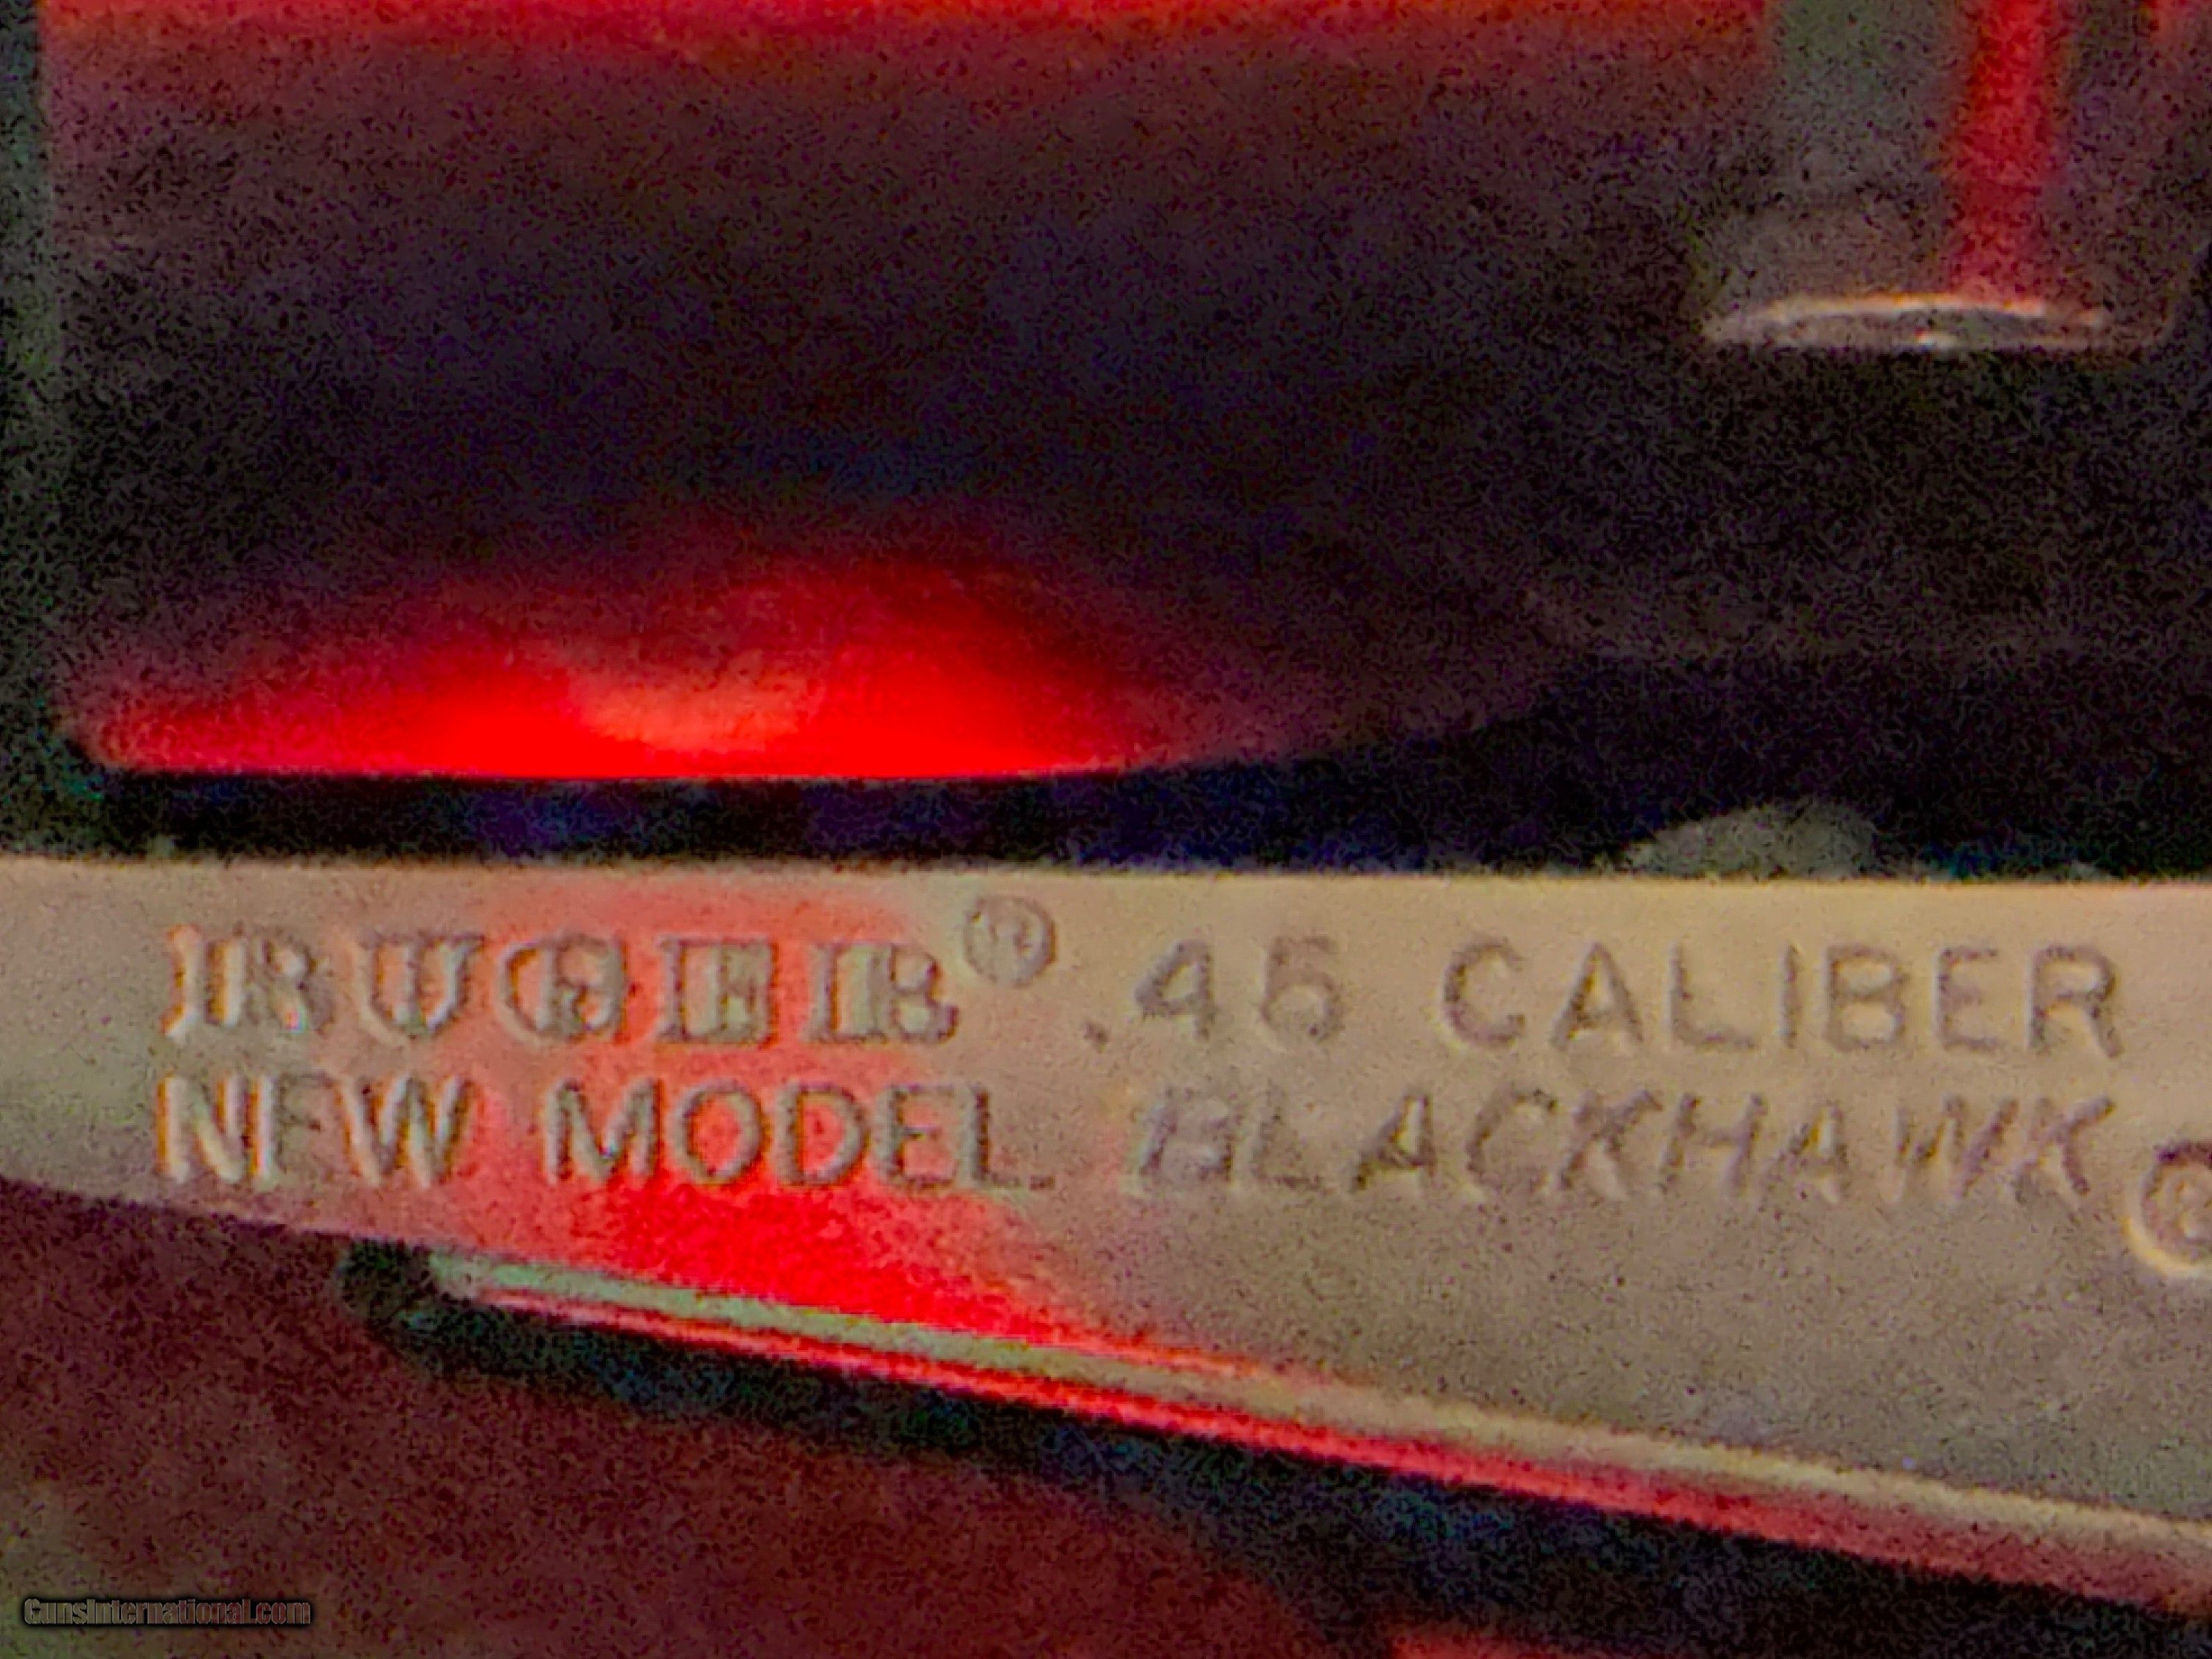 RUGER® .45 CALIBER
NEW MODEL BLACKHAWK®
GunsInternational.com